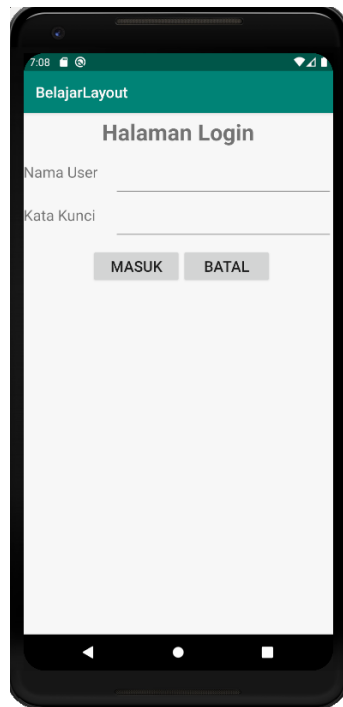 7:08
BelajarLayout
Halaman Login
Nama User
Kata Kunci
MASUK BATAL